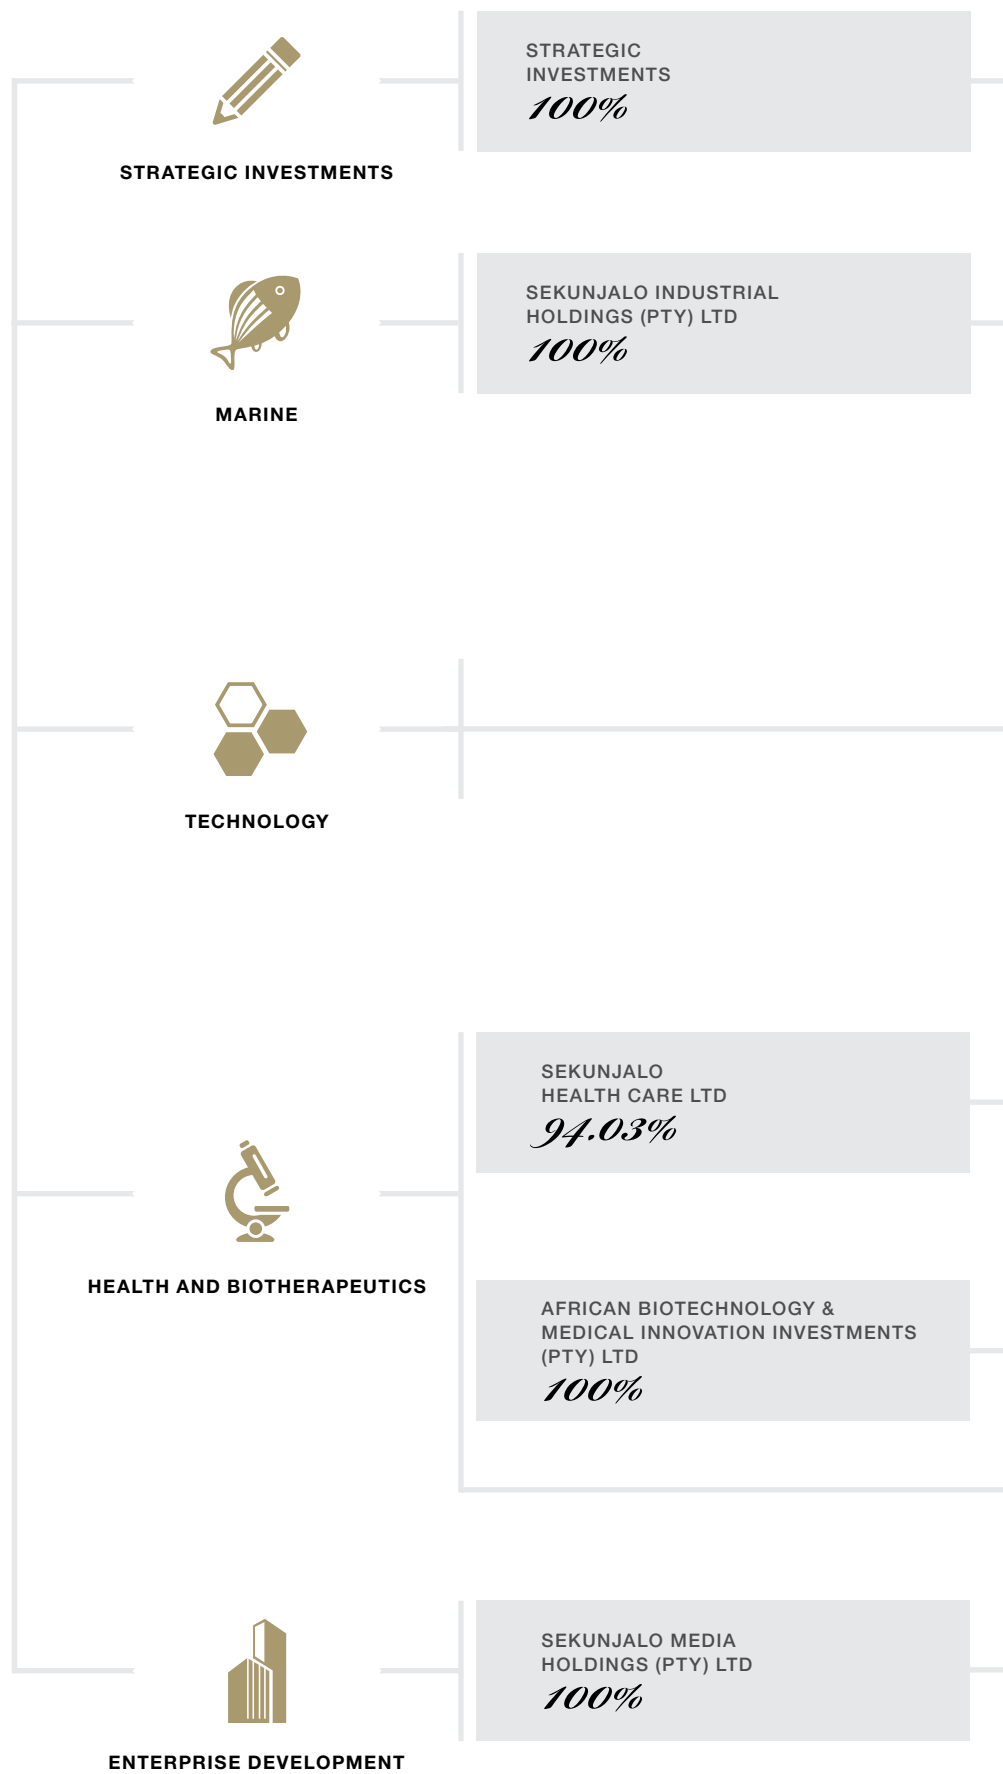 STRATEGIC
INVESTMENTS
100%
STRATEGIC INVESTMENTS
SEKUNJALO INDUSTRIAL
HOLDINGS (PTY) LTD
100%
MARINE
TECHNOLOGY
SEKUNJALO
HEALTH CARE LTD
94.03%
HEALTH AND BIOTHERAPEUTICS
AFRICAN BIOTECHNOLOGY &
MEDICAL INNOVATION INVESTMENTS
(PTY) LTD
100%
SEKUNJALO MEDIA
HOLDINGS (PTY) LTD
100%
ENTERPRISE DEVELOPMENT